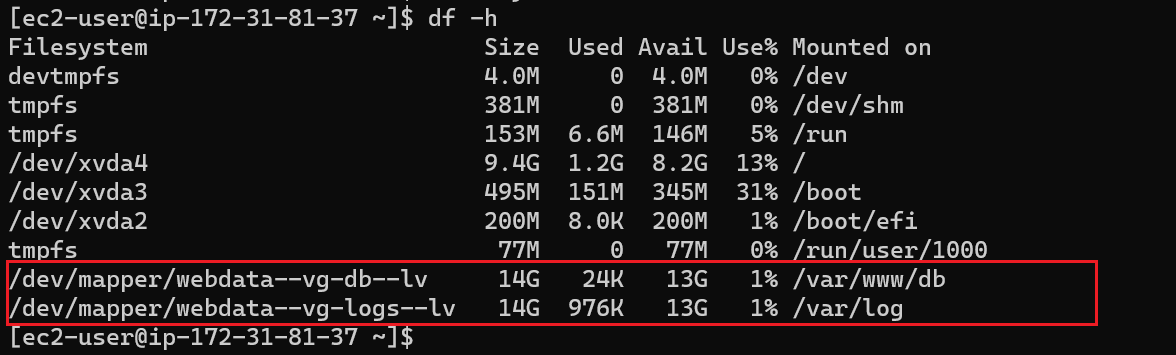 [ec2-user@ip-172-31-81-37 ~]$ df -h
Filesystem                         Size  Used Avail Use% Mounted on
devtmpfs                           4.0M     0  4.0M   0% /dev
tmpfs                              381M     0  381M   0% /dev/shm
tmpfs                              153M  6.6M  146M   5% /run
/dev/xvda4                         9.4G  1.2G  8.2G  13% /
/dev/xvda3                         495M  151M  345M  31% /boot
/dev/xvda2                         200M  8.0K  200M   1% /boot/efi
tmpfs                               77M     0   77M   0% /run/user/1000
/dev/mapper/webdata--vg-db--lv      14G   24K   13G   1% /var/www/db
/dev/mapper/webdata--vg-logs--lv    14G  976K   13G   1% /var/log
[ec2-user@ip-172-31-81-37 ~]$